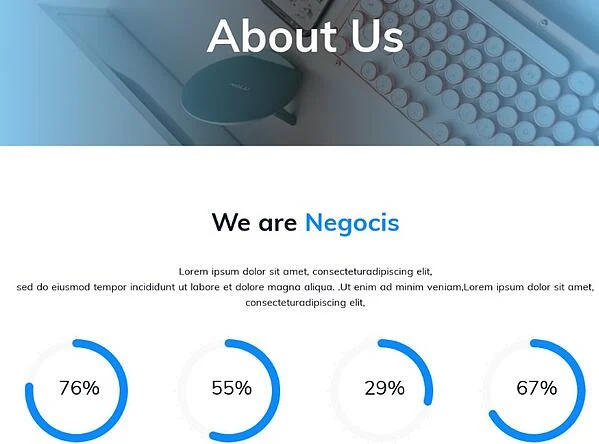 About Us
We are Negocis
Lorem ipsum dolor sit amet, consecteturadipiscing elit,
sed do eiusmod tempor incididunt ut labore et dolore magna aliqua. .Ut enim ad minim veniam,Lorem ipsum dolor sit amet,
consecteturadipiscing elit,
76% 55% 29% 67%